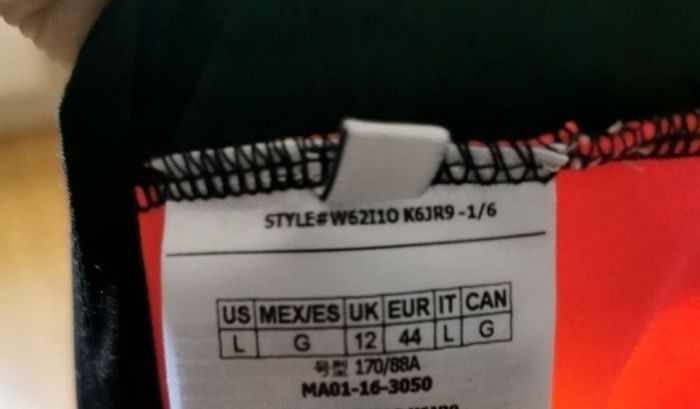 STYLE#W62I10 K6JR9 -1/6
US MEX/ES UK EUR IT CAN
L G 12 44 L G
号型 170/88A
MA01-16-3050